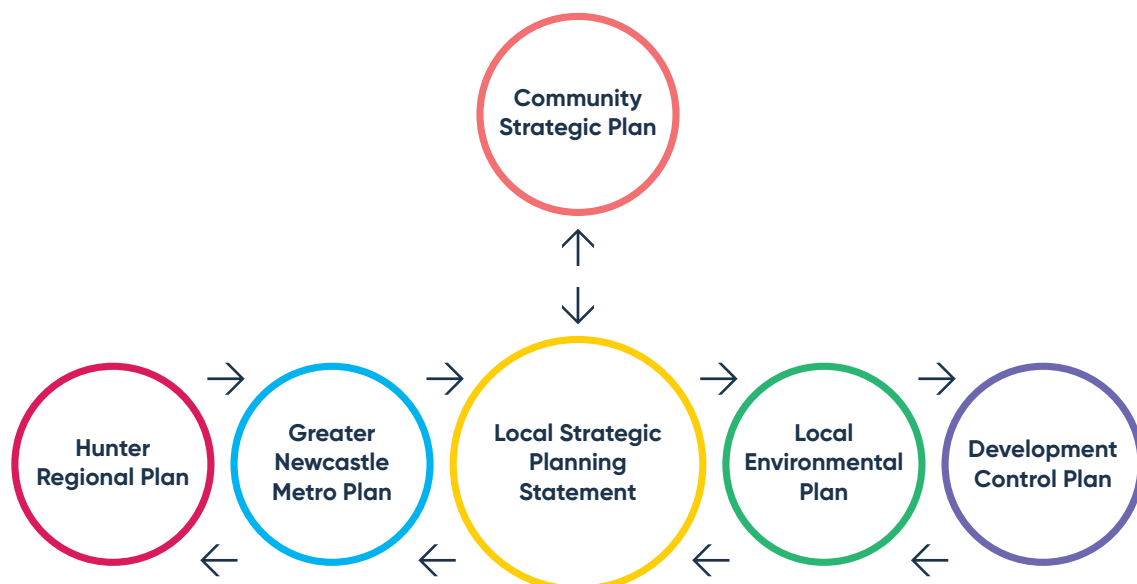 Community
Strategic Plan
Hunter
Regional Plan
Greater
Newcastle
Metro Plan
Local Strategic
Planning
Statement
Local
Environmental
Plan
Development
Control Plan